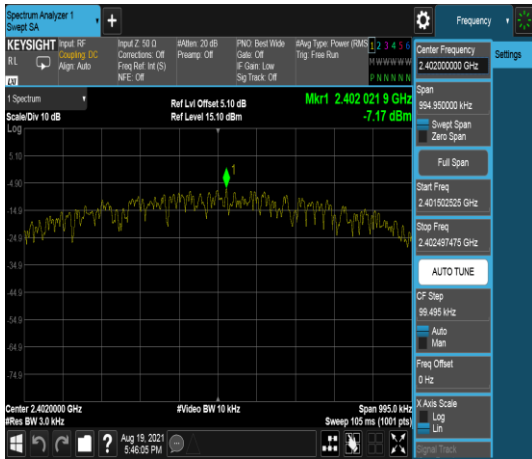 Spectrum Analyzer 1
Swept SA
+
Frequency
KEYSIGHT
RL
LXI
Input: RF
Coupling: DC
Align: Auto
Input Z: 50 Ω
Corrections: Off
Freq Ref: Int (S)
NFE: Off
#Atten: 20 dB
Preamp: Off
PNO: Best Wide
Gate: Off
IF Gain: Low
Sig Track: Off
#Avg Type: Power (RMS
Trig: Free Run
1 2 3 4 5 6
M W W W W W
P N N N N N
Center Frequency
2.402000000 GHz
Settings
Span
994.950000 kHz
Swept Span
Zero Span
Full Span
Start Freq
2.401502525 GHz
Stop Freq
2.402497475 GHz
AUTO TUNE
CF Step
99.495 kHz
Auto
Man
Freq Offset
0 Hz
X Axis Scale
Log
Lin
Signal Track
1 Spectrum
Scale/Div 10 dB
Log
Ref Lvl Offset 5.10 dB
Ref Level 15.10 dBm
Mkr1 2.402 021 9 GHz
-7.17 dBm
1
5.10
-4.90
-14.9
-24.9
-34.9
-44.9
-54.9
-64.9
-74.9
Center 2.4020000 GHz
#Res BW 3.0 kHz
#Video BW 10 kHz
Span 995.0 kHz
Sweep 105 ms (1001 pts)
?
Aug 19, 2021
5:46:05 PM